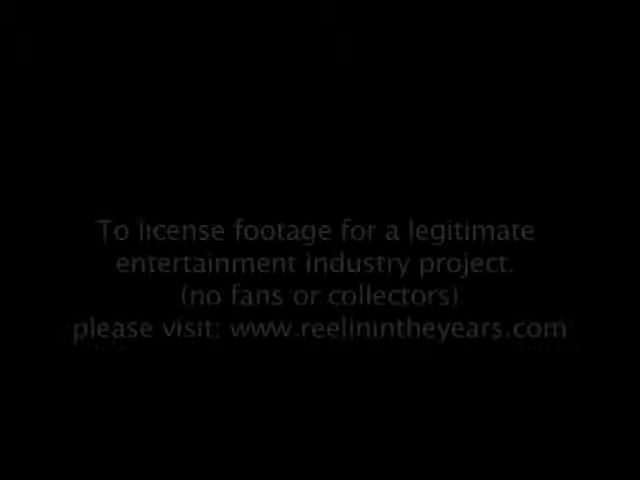 To license footage for a legitimate
entertainment industry project.
(no fans or collectors)
please visit: www.reelinintheyears.com